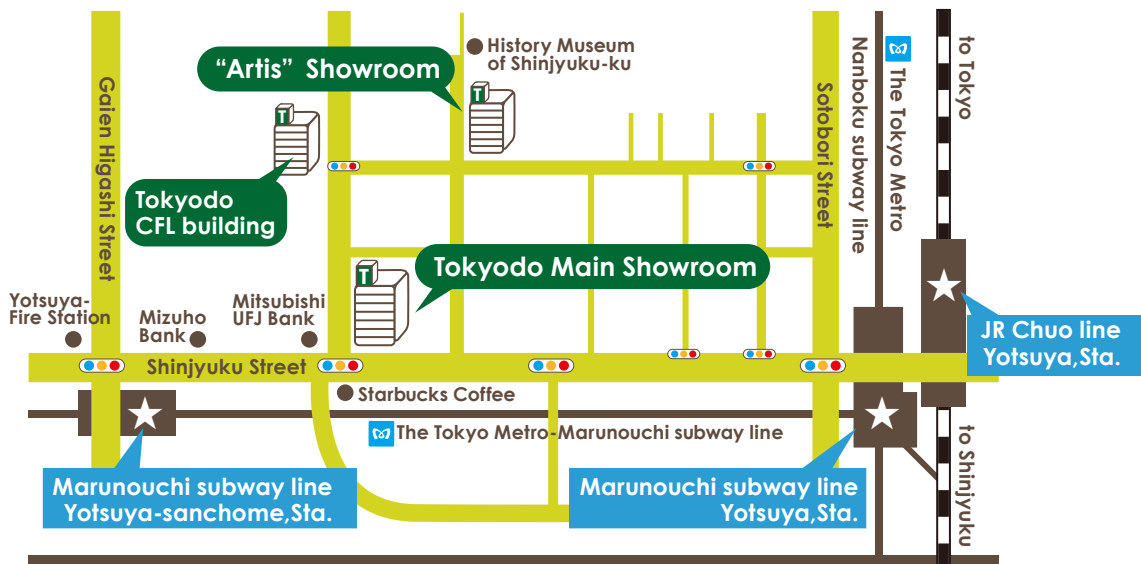 History Museum
of Shinjyuku-ku
"Artis" Showroom
T
T
Tokyodo
CFL building
Gaien Higashi Street
Sotobori Street
Nanboku subway line
The Tokyo Metro
to Tokyo
T
Tokyodo Main Showroom
Yotsuya-
Fire Station
Mizuho
Bank
Mitsubishi
UFJ Bank
JR Chuo line
Yotsuya,Sta.
Shinjyuku Street
Starbucks Coffee
The Tokyo Metro-Marunouchi subway line
Marunouchi subway line
Yotsuya-sanchome,Sta.
Marunouchi subway line
Yotsuya,Sta.
to Shinjyuku